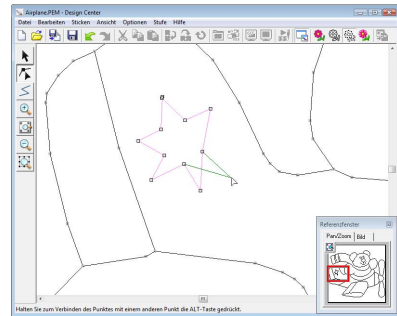 Airplane.PEM - Design Center
Datei Bearbeiten Sticken Ansicht Optionen Stufe Hilfe
Referenzfenster
Pan/Zoom Bild
Halten Sie zum Verbinden des Punktes mit einem anderen Punkt die ALT-Taste gedrückt.